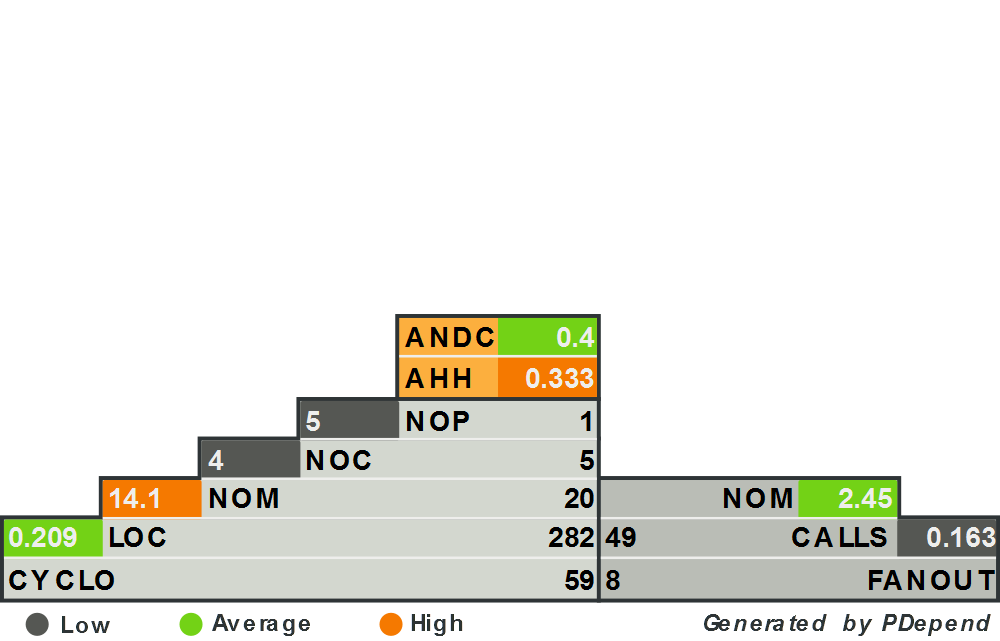 ANDC 0.4
AHH 0.333
5 NOP 1
4 NOC 5
14.1 NOM 20 NOM 2.45
0.209 LOC 282 49 CALLS 0.163
CYCLO 59 8 FANOUT
Low Average High Generated by PDepend